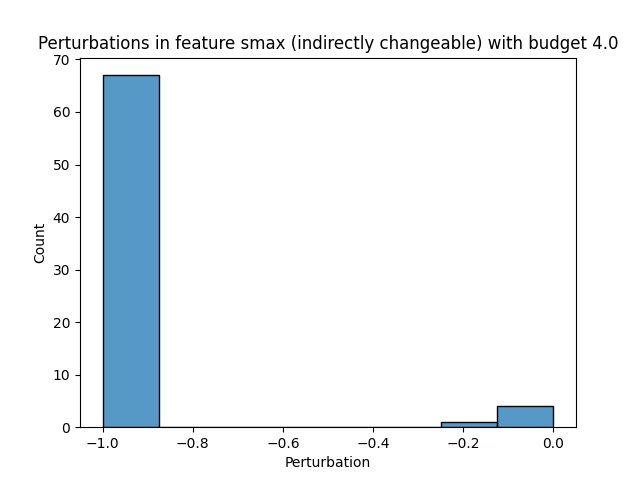 Perturbations in feature smax (indirectly changeable) with budget 4.0
70
60
50
40
30
20
10
0
Count
−1.0 −0.8 −0.6 −0.4 −0.2 0.0
Perturbation